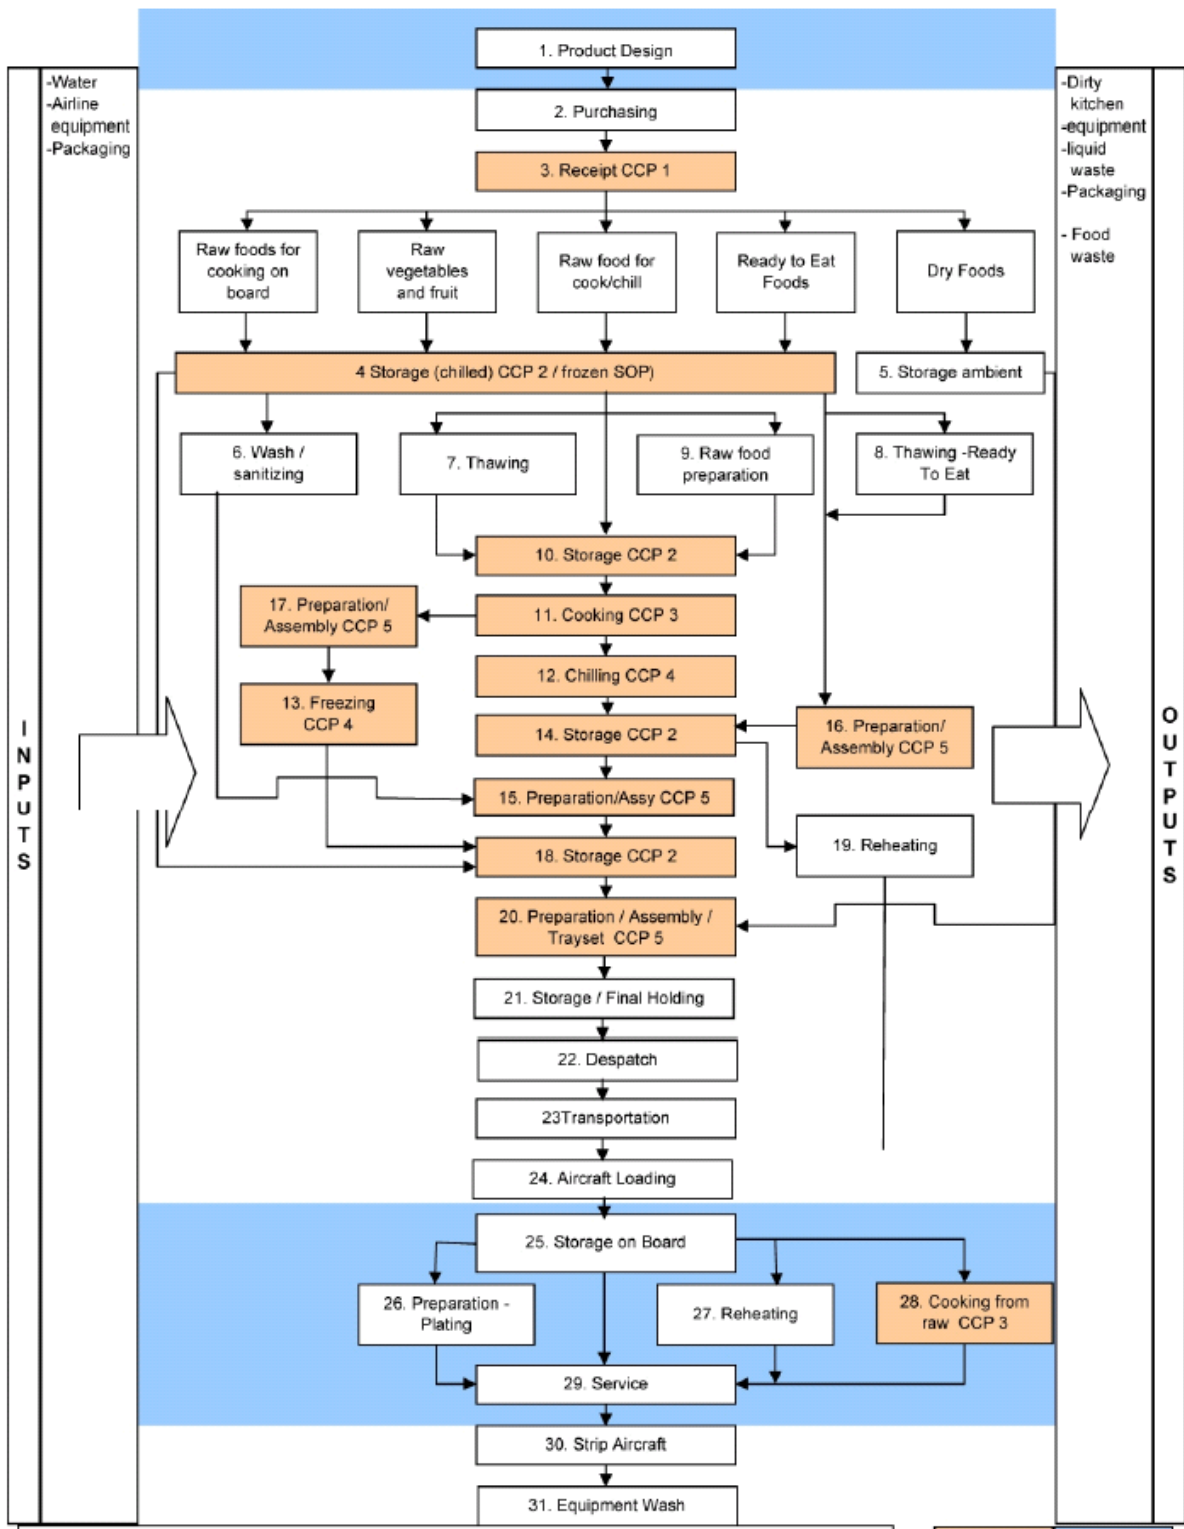 1. Product Design
-Water
-Airline
equipment
-Packaging
-Dirty
kitchen
-equipment
-liquid
waste
-Packaging
- Food
waste
2. Purchasing
3. Receipt CCP 1
Raw foods for
cooking on
board
Raw
vegetables
and fruit
Raw food for
cook/chill
Ready to Eat
Foods
Dry Foods
4 Storage (chilled) CCP 2 / frozen SOP)
5. Storage ambient
6. Wash /
sanitizing
7. Thawing
9. Raw food
preparation
8. Thawing -Ready
To Eat
10. Storage CCP 2
17. Preparation/
Assembly CCP 5
11. Cooking CCP 3
12. Chilling CCP 4
13. Freezing
CCP 4
14. Storage CCP 2
16. Preparation/
Assembly CCP 5
INPUTS
OUTPUTS
15. Preparation/Assy CCP 5
18. Storage CCP 2
19. Reheating
20. Preparation / Assembly /
Trayset CCP 5
21. Storage / Final Holding
22. Despatch
23Transportation
24. Aircraft Loading
25. Storage on Board
26. Preparation -
Plating
27. Reheating
28. Cooking from
raw CCP 3
29. Service
30. Strip Aircraft
31. Equipment Wash